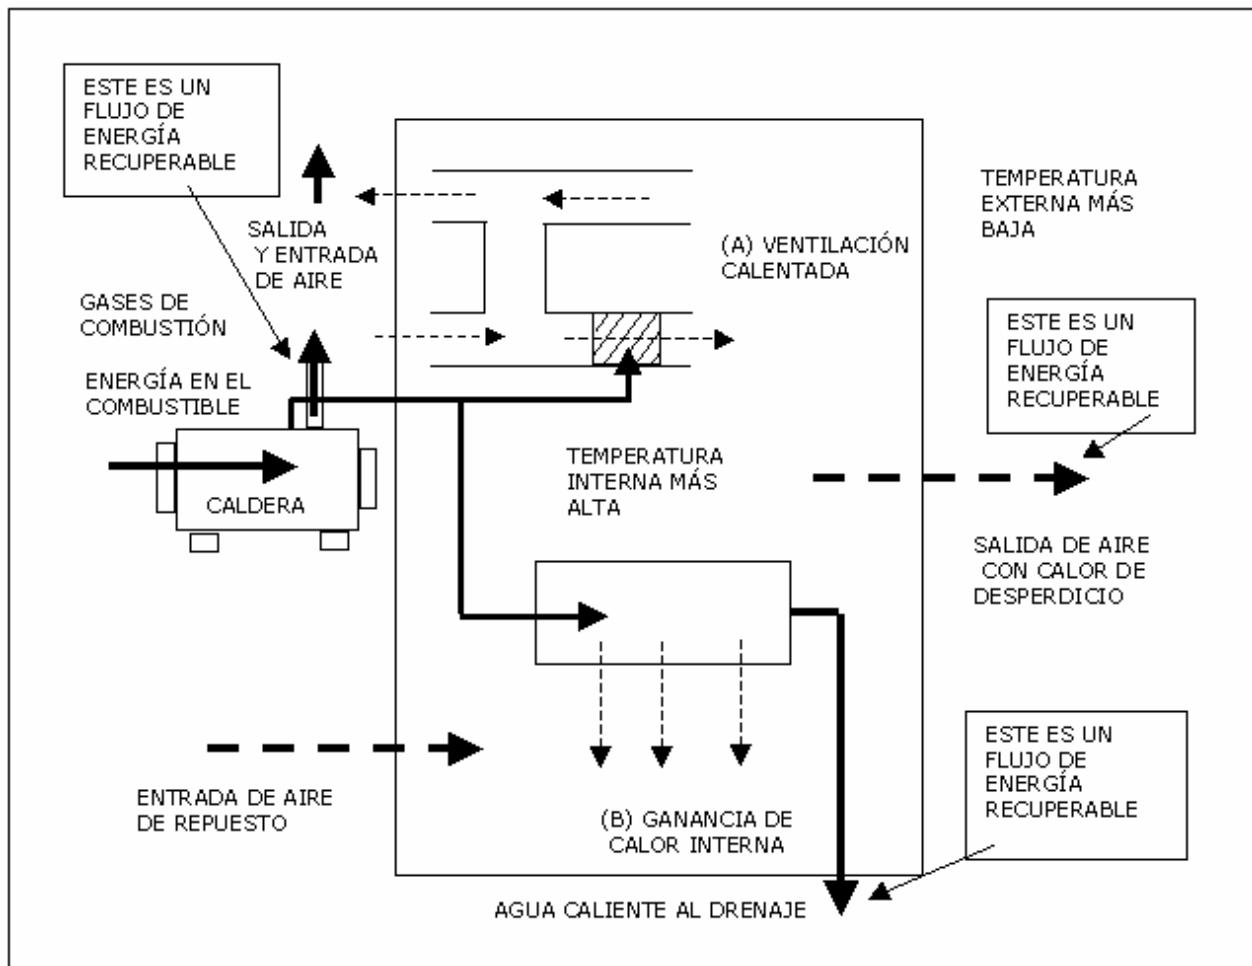 ESTE ES UN
FLUJO DE
ENERGÍA
RECUPERABLE
SALIDA
Y ENTRADA
DE AIRE
TEMPERATURA
EXTERNA MÁS
BAJA
(A) VENTILACIÓN
CALENTADA
GASES DE
COMBUSTIÓN
ESTE ES UN
FLUJO DE
ENERGÍA
RECUPERABLE
ENERGÍA EN EL
COMBUSTIBLE
CALDERA
TEMPERATURA
INTERNA MÁS
ALTA
SALIDA DE AIRE
CON CALOR DE
DESPERDICIO
ENTRADA DE AIRE
DE REPUESTO
(B) GANANCIA DE
CALOR INTERNA
ESTE ES UN
FLUJO DE
ENERGÍA
RECUPERABLE
AGUA CALIENTE AL DRENAJE